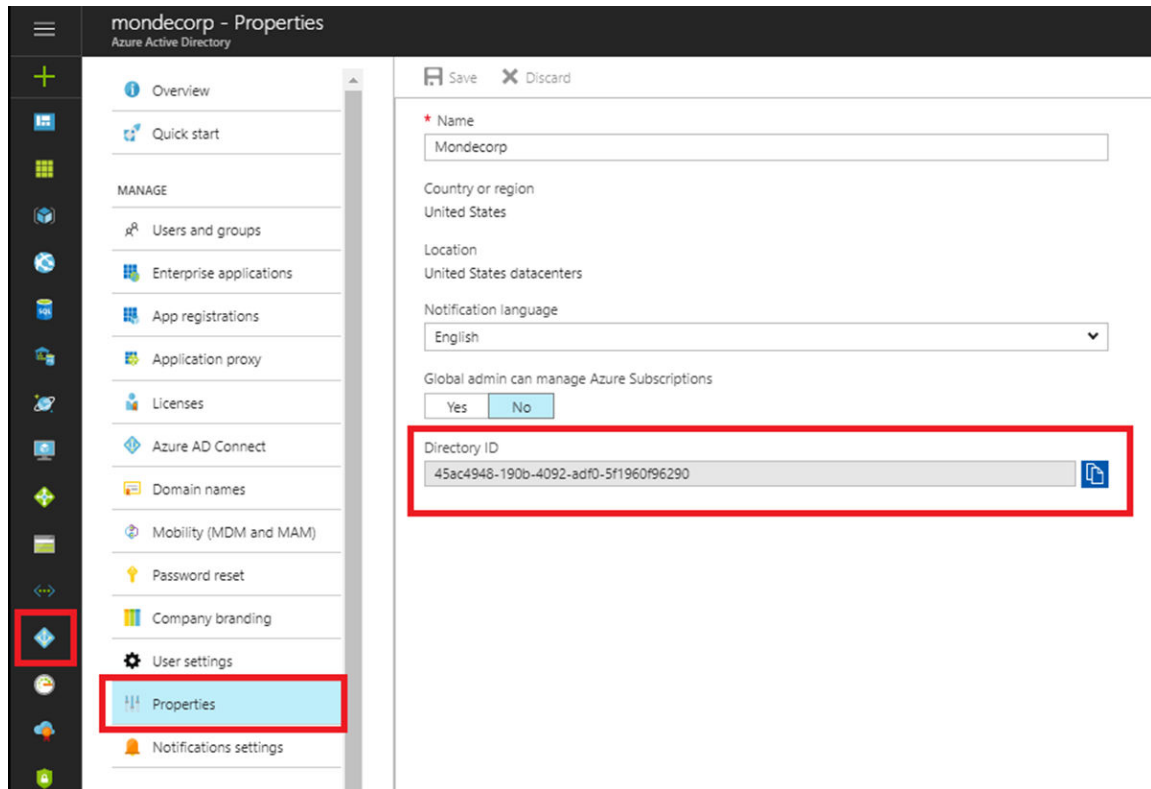 mondecorp - Properties
Azure Active Directory
Overview
Quick start
MANAGE
Users and groups
Enterprise applications
App registrations
Application proxy
Licenses
Azure AD Connect
Domain names
Mobility (MDM and MAM)
Password reset
Company branding
User settings
Properties
Notifications settings
Save Discard
* Name
Mondecorp
Country or region
United States
Location
United States datacenters
Notification language
English
Global admin can manage Azure Subscriptions
Yes No
Directory ID
45ac4948-190b-4092-adf0-5f1960f96290